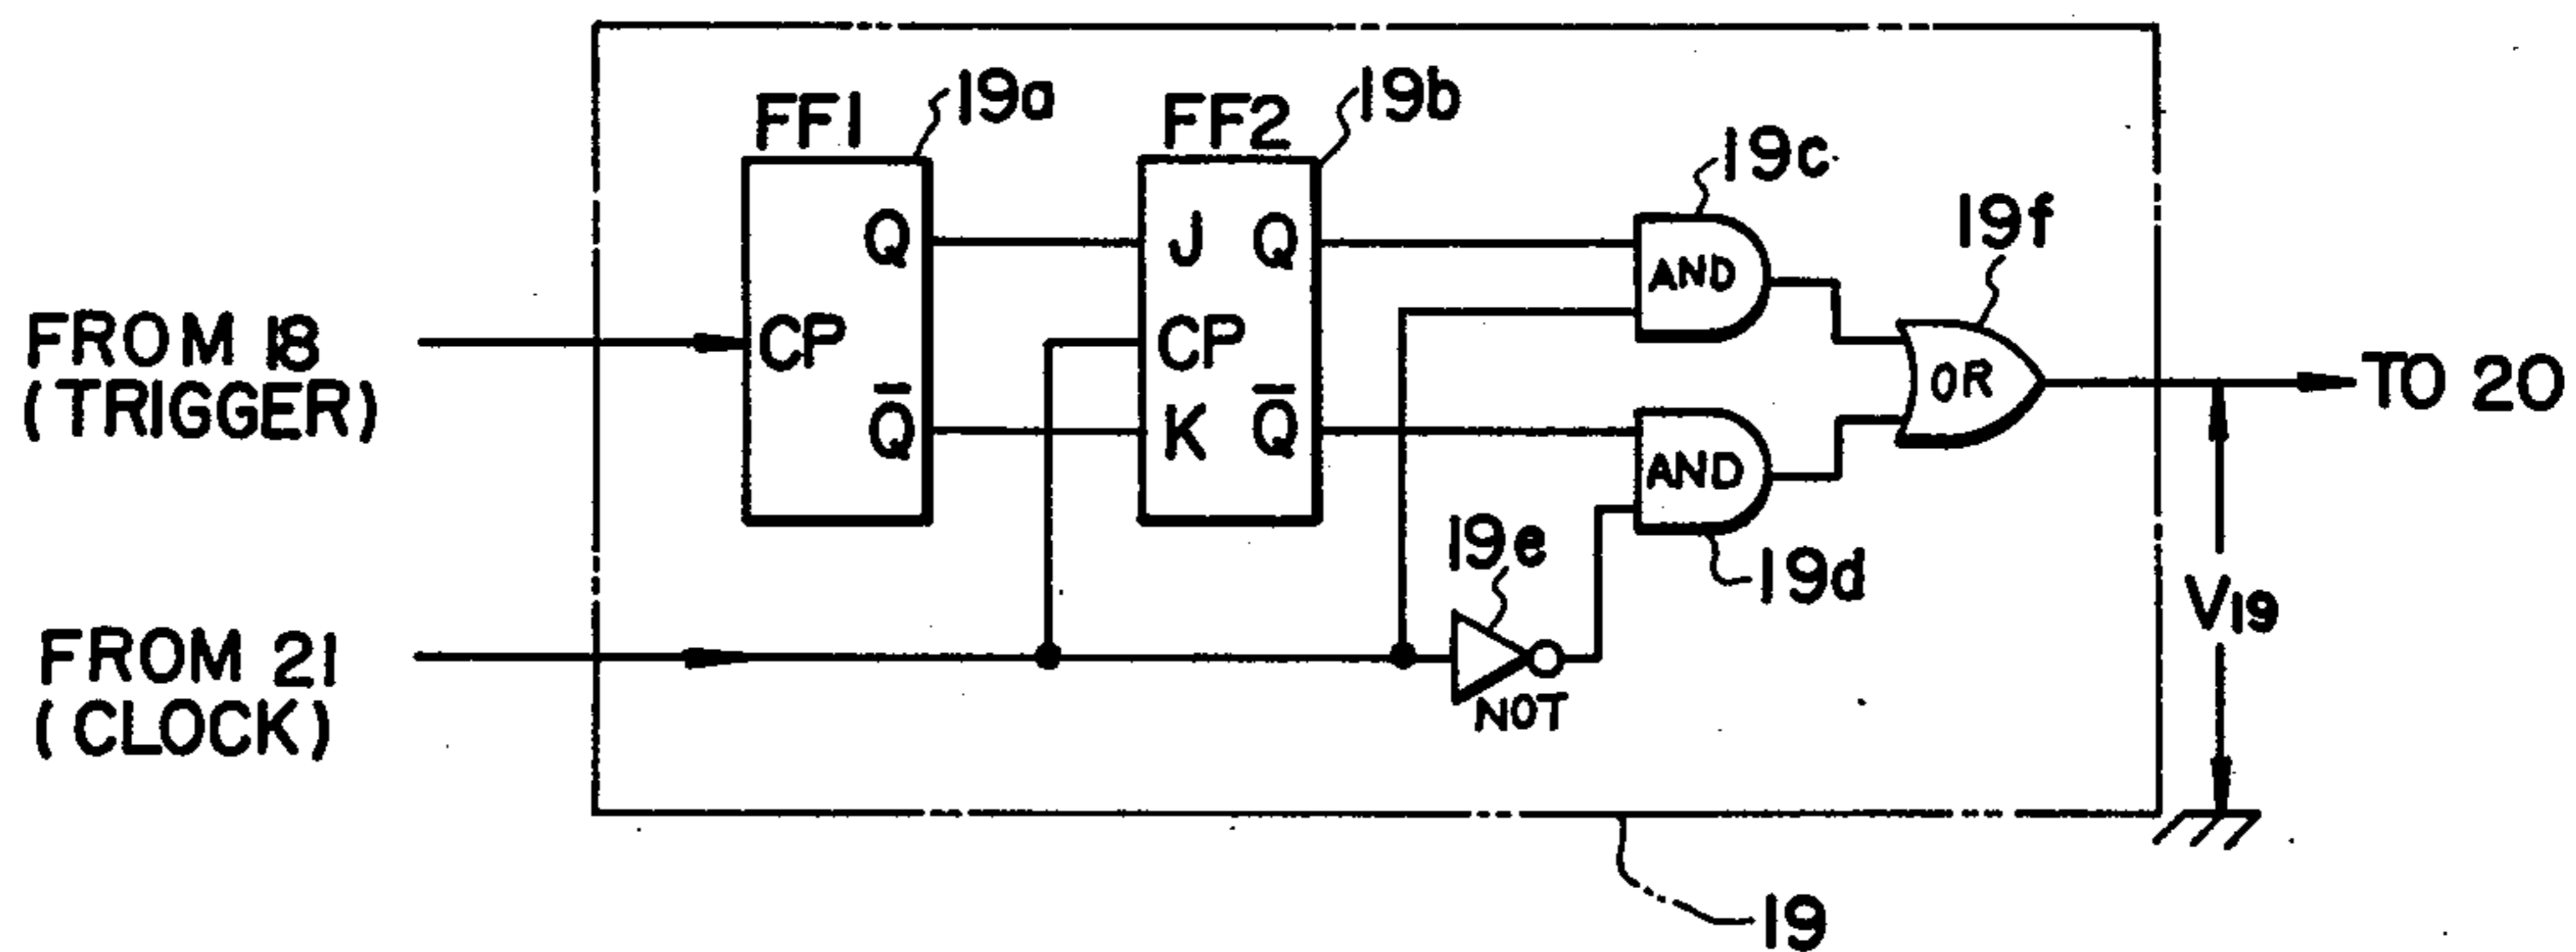 FF1
19a
FF2
19b
19c
19f
Q
J
Q
AND
FROM 18
(TRIGGER)
CP
CP
OR
TO 20
Q̅
K
Q̅
AND
19e
19d
NOT
V19
FROM 21
(CLOCK)
19